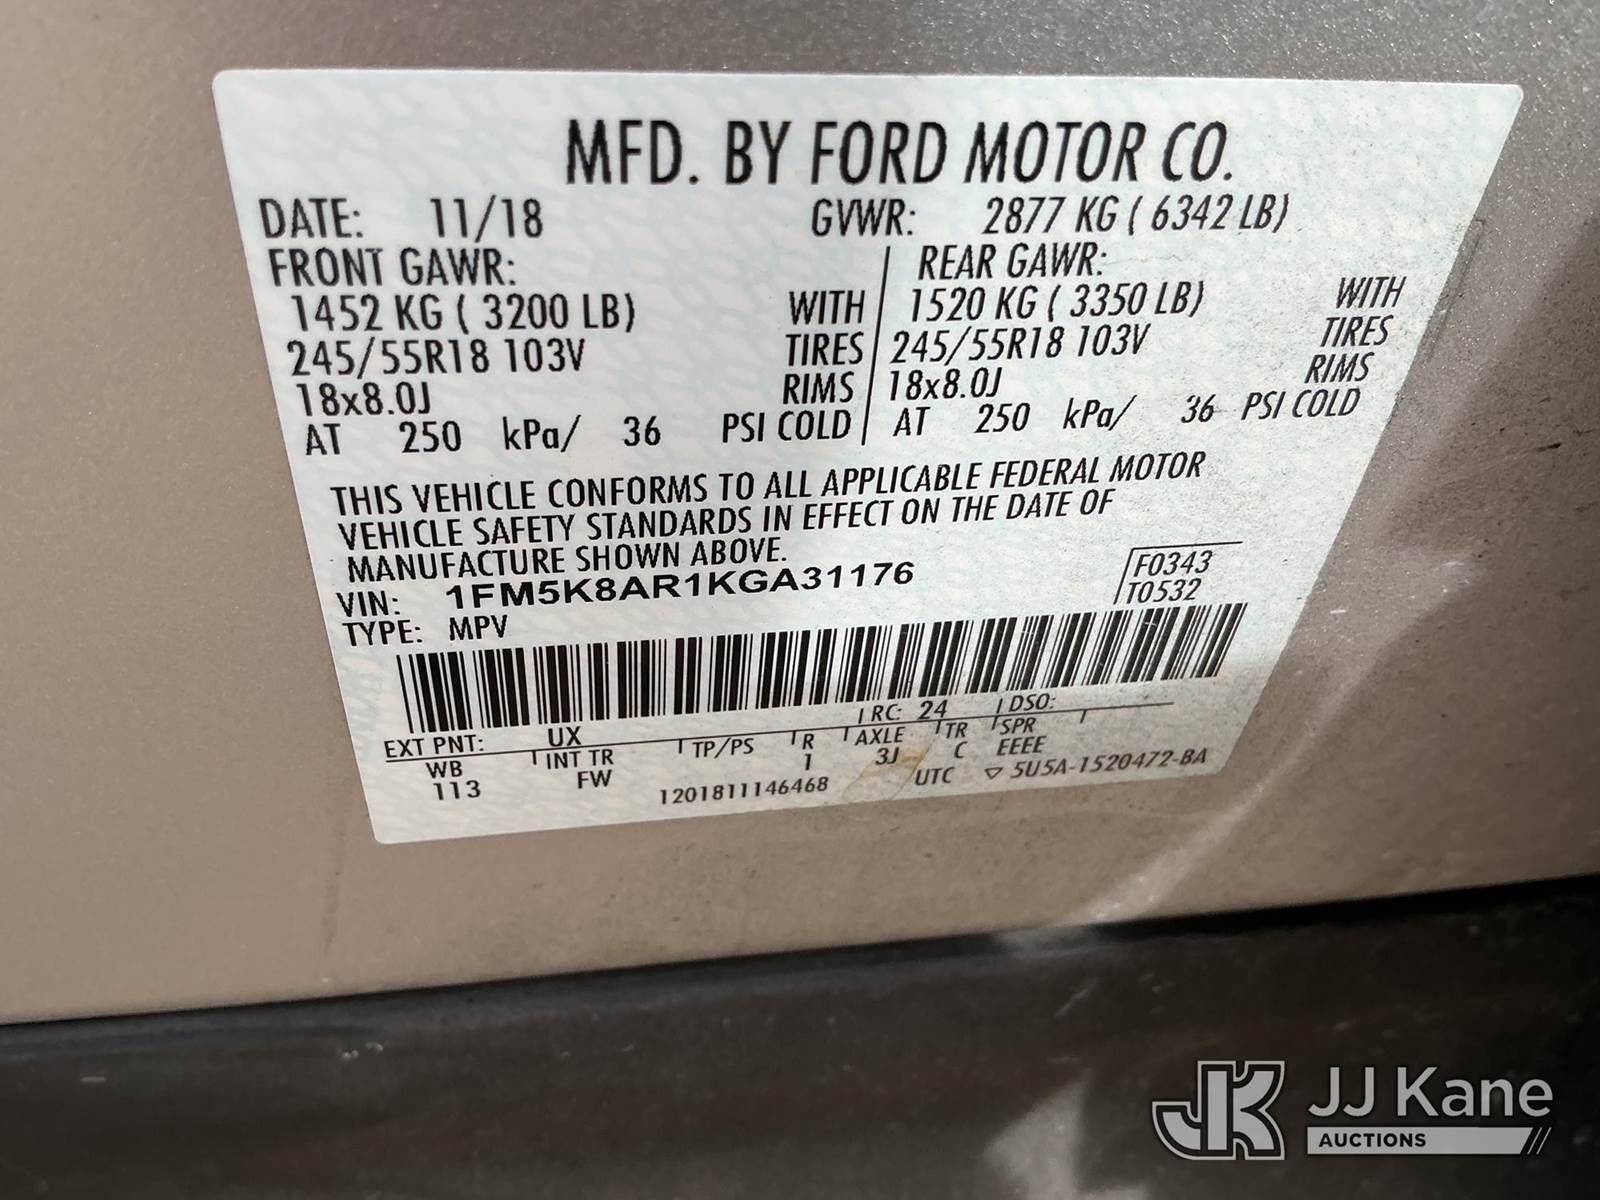 MFD. BY FORD MOTOR CO.
DATE: 11/18 GVWR: 2877 KG ( 6342 LB)
FRONT GAWR: REAR GAWR:
1452 KG ( 3200 LB) WITH 1520 KG ( 3350 LB) WITH
245/55R18 103V TIRES 245/55R18 103V TIRES
18x8.0J RIMS 18x8.0J RIMS
AT 250 kPa/ 36 PSI COLD AT 250 kPa/ 36 PSI COLD
THIS VEHICLE CONFORMS TO ALL APPLICABLE FEDERAL MOTOR
VEHICLE SAFETY STANDARDS IN EFFECT ON THE DATE OF
MANUFACTURE SHOWN ABOVE.
VIN: 1FM5K8AR1KGA31176 F0343
TYPE: MPV T0532
EXT PNT: UX RC: 24 DSO:
WB INT TR TP/PS R AXLE TR SPR
113 FW 1 3J C EEEE
1201811146468 UTC ▽ 5U5A-1520472-BA
JK JJ Kane
AUCTIONS